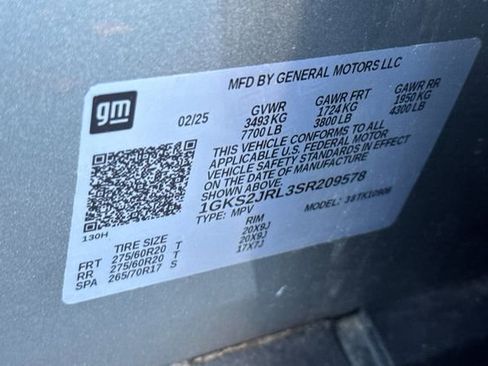 MFD BY GENERAL MOTORS LLC
gm
02/25 GVWR GAWR FRT GAWR RR
3493 KG 1724 KG 1950 KG
7700 LB 3800 LB 4300 LB
THIS VEHICLE CONFORMS TO ALL
APPLICABLE U.S. FEDERAL MOTOR
VEHICLE SAFETY STANDARDS IN EFFECT
ON THE DATE OF MANUFACTURE
SHOWN ABOVE.
1GKS2JRL3SR209578
TYPE: MPV MODEL:
130H
TIRE SIZE RIM
FRT 275/60R20 T 20X9J
RR 275/60R20 T 20X9J
SPA 265/70R17 S 17X7J